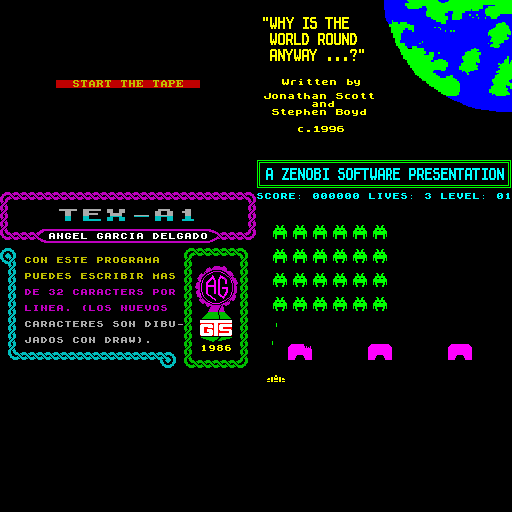 START THE TAPE
"WHY IS THE
WORLD ROUND
ANYWAY ...?"
Written by
Jonathan Scott
and
Stephen Boyd
c.1996
A ZENOBI SOFTWARE PRESENTATION
TEX-A1
ANGEL GARCIA DELGADO
CON ESTE PROGRAMA
PUEDES ESCRIBIR MAS
DE 32 CARACTERS POR
LINEA. (LOS NUEVOS
CARACTERES SON DIBU-
JADOS CON DRAW).
AG
GTS
1986
SCORE: 000000 LIVES: 3 LEVEL: 01